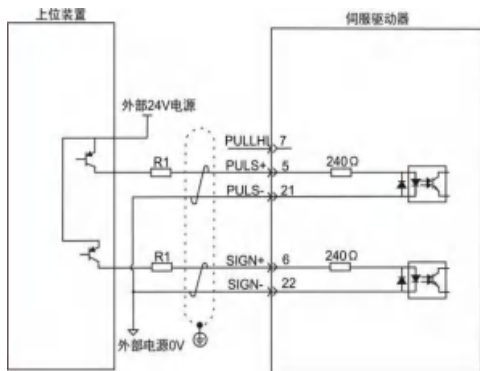 上位装置
伺服驱动器
外部24V电源
PULLHI 7
R1 PULS+ 5 240Ω
PULS- 21
R1 SIGN+ 6 240Ω
SIGN- 22
外部电源0V